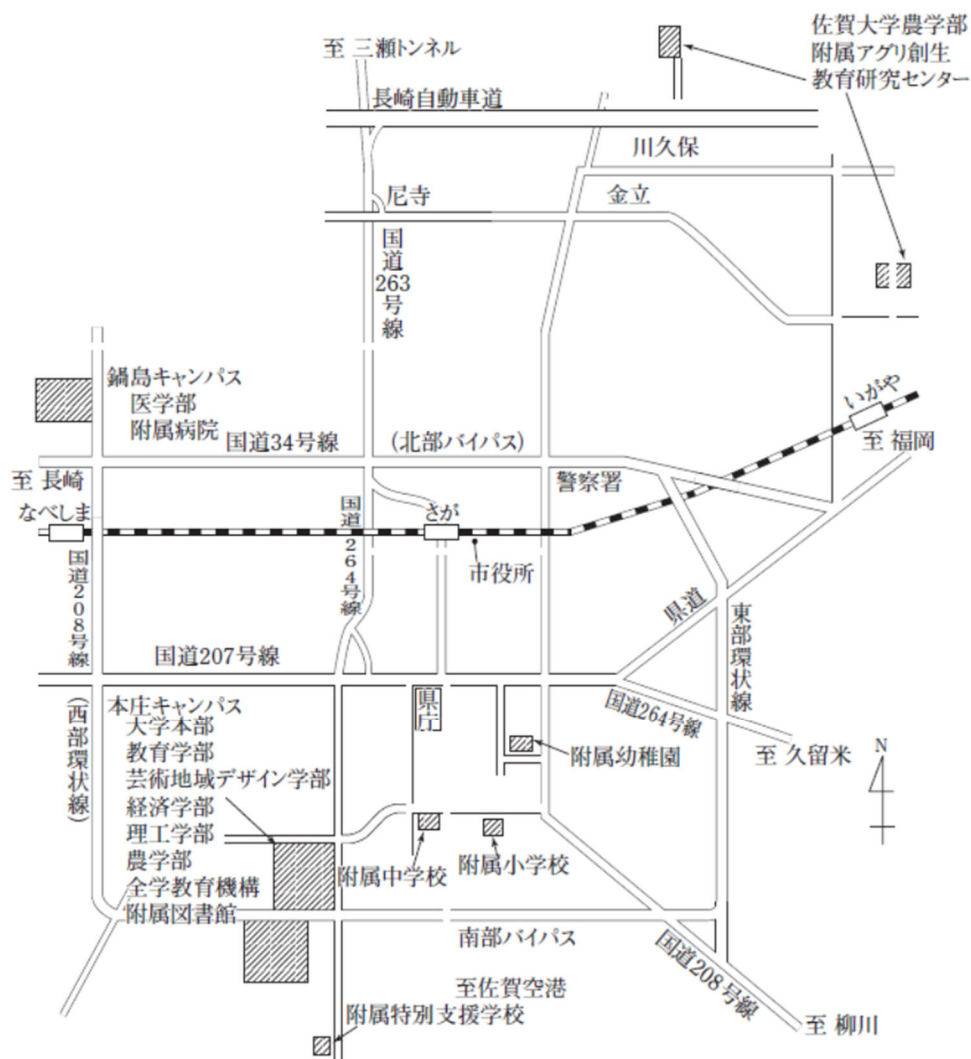 佐賀大学農学部
附属アグリ創生
教育研究センター
至 三瀬トンネル
長崎自動車道
川久保
尼寺
金立
国道263号線
鍋島キャンパス
医学部
附属病院
いがや
国道34号線
(北部バイパス)
至 福岡
至 長崎
警察署
なべしま
さが
国道264号線
市役所
国道208号線
県道
東部環状線
国道207号線
本庄キャンパス
大学本部
教育学部
芸術地域デザイン学部
経済学部
理工学部
農学部
全学教育機構
附属図書館
(西部環状線)
県庁
国道264号線
附属幼稚園
至 久留米
N
附属中学校
附属小学校
南部バイパス
国道208号線
至佐賀空港
附属特別支援学校
至 柳川